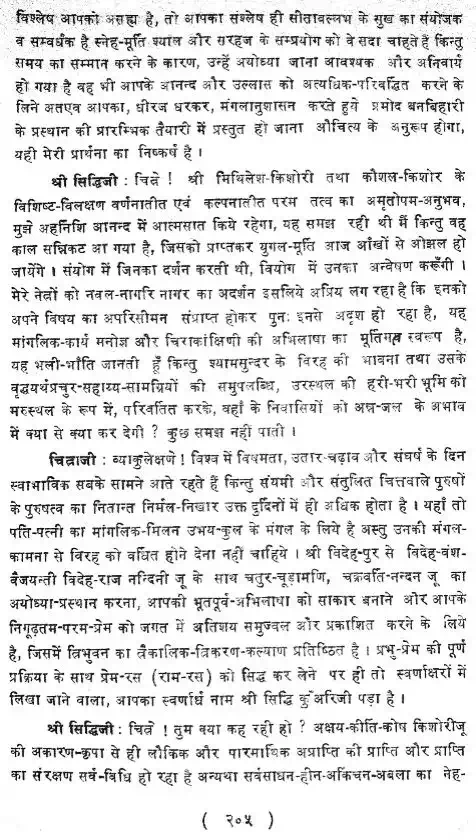 विश्लेष आपको असह्य है, तो आपका संश्लेष ही सीतावल्लभ के सुख का संयोजक
व सम्वर्धक है स्नेह-मूर्ति श्याल और सरहज के सम्प्रयोग को वे सदा चाहते हैं किन्तु
समय का सम्मान करने के कारण, उन्हें अयोध्या जाना आवश्यक और अनिवार्य
हो गया है वह भी आपके आनन्द और उल्लास को अत्यधिक-परिवर्द्धित करने के
लिने अतएव आपका, धीरज धरकर, मंगलानुशासन करते हुये प्रमोद बनबिहारी
के प्रस्थान की प्रारम्भिक तैयारी में प्रस्तुत हो जाना औचित्य के अनुरूप होगा,
यही मेरी प्रार्थना का निष्कर्ष है ।
श्री सिद्धिजी : चित्रे ! श्री मिथिलेश-किशोरी तथा कौशल-किशोर के
विशिष्ट-विलक्षण वर्णनातीत एवं कल्पनातीत परम तत्व का अमृतोपम-अनुभव,
मुझे अहर्निशि आनन्द में आत्मसात किये रहेगा, यह समझ रही थी मैं किन्तु वह
काल सन्निकट आ गया है, जिसको प्राप्तकर युगल-मूर्ति आज आँखों से ओझल हो
जायेंगे । संयोग में जिनका दर्शन करती थी, वियोग में उनका अन्वेषण करूँगी ।
मेरे नेत्रों को नवल-नागरि नागर का अदर्शन इसलिये अप्रिय लग रहा है कि इनको
अपने विषय का अपरिसीमन संप्राप्त होकर पुनः इनसे अदृश हो रहा है, यह
मांगलिक-कार्य मनोज्ञ और चिराकांक्षिणी की अभिलाषा का मूर्तिमान स्वरूप है,
यह भली-भाँति जानती हूँ किन्तु श्यामसुन्दर के विरह की भावना तथा उसके
वृद्धयर्थप्रचुर-सहाय्य-सामग्रियों की समुपलब्धि, उरस्थल की हरी-भरी भूमि को
मरुस्थल के रूप में, परिवर्तित करके, वहाँ के निवासियों को अन्न-जल के अभाव
में क्या से क्या कर देगी ? कुछ समझ नहीं पाती ।
चित्राजी : व्याकुलेक्षणे ! विश्व में विषमता, उतार-चढ़ाव और संघर्ष के दिन
स्वाभाविक सबके सामने आते रहते हैं किन्तु संयमी और संतुलित चित्तवाले पुरुषों
के पुरुषत्व का नितान्त निर्मल-निखार उक्त दुर्दिनों में ही अधिक होता है । यहाँ तो
पति-पत्नी का मांगलिक-मिलन उभय-कुल के मंगल के लिये है अस्तु उनकी मंगल-
कामना से विरह को वर्धित होने देना नहीं चाहिये । श्री विदेह-पुर से विदेह-वंश-
वैजयन्ती विदेह-राज नन्दिनी जू के साथ चतुर-चूड़ामणि, चक्रवर्ति-नन्दन जू का
अयोध्या-प्रस्थान करना, आपकी भूतपूर्व-अभिलाषा को साकार बनाने और आपके
निगूढ़तम-परम-प्रेम को जगत में अतिशय समुज्वल और प्रकाशित करने के लिये
है, जिसमें त्रिभुवन का त्रैकालिक-त्रिकरण-कल्याण प्रतिष्ठित है । प्रभु-प्रेम की पूर्ण
प्रक्रिया के साथ प्रेम-रस (राम-रस) को सिद्ध कर लेने पर ही तो स्वर्णाक्षरों में
लिखा जाने वाला, आपका स्वर्णार्ध नाम श्री सिद्धि कुँअरिजी पड़ा है ।
श्री सिद्धिजी : चित्रे ! तुम क्या कह रही हो ? अक्षय-कीर्ति-कोष किशोरीजू
की अकारण-कृपा से ही लौकिक और पारमार्थिक अप्राप्ति की प्राप्ति और प्राप्ति
का संरक्षण सर्व-विधि हो रहा है अन्यथा सर्वसाधन-हीन-अकिंचन-अबला का नेह-
( २०५ )